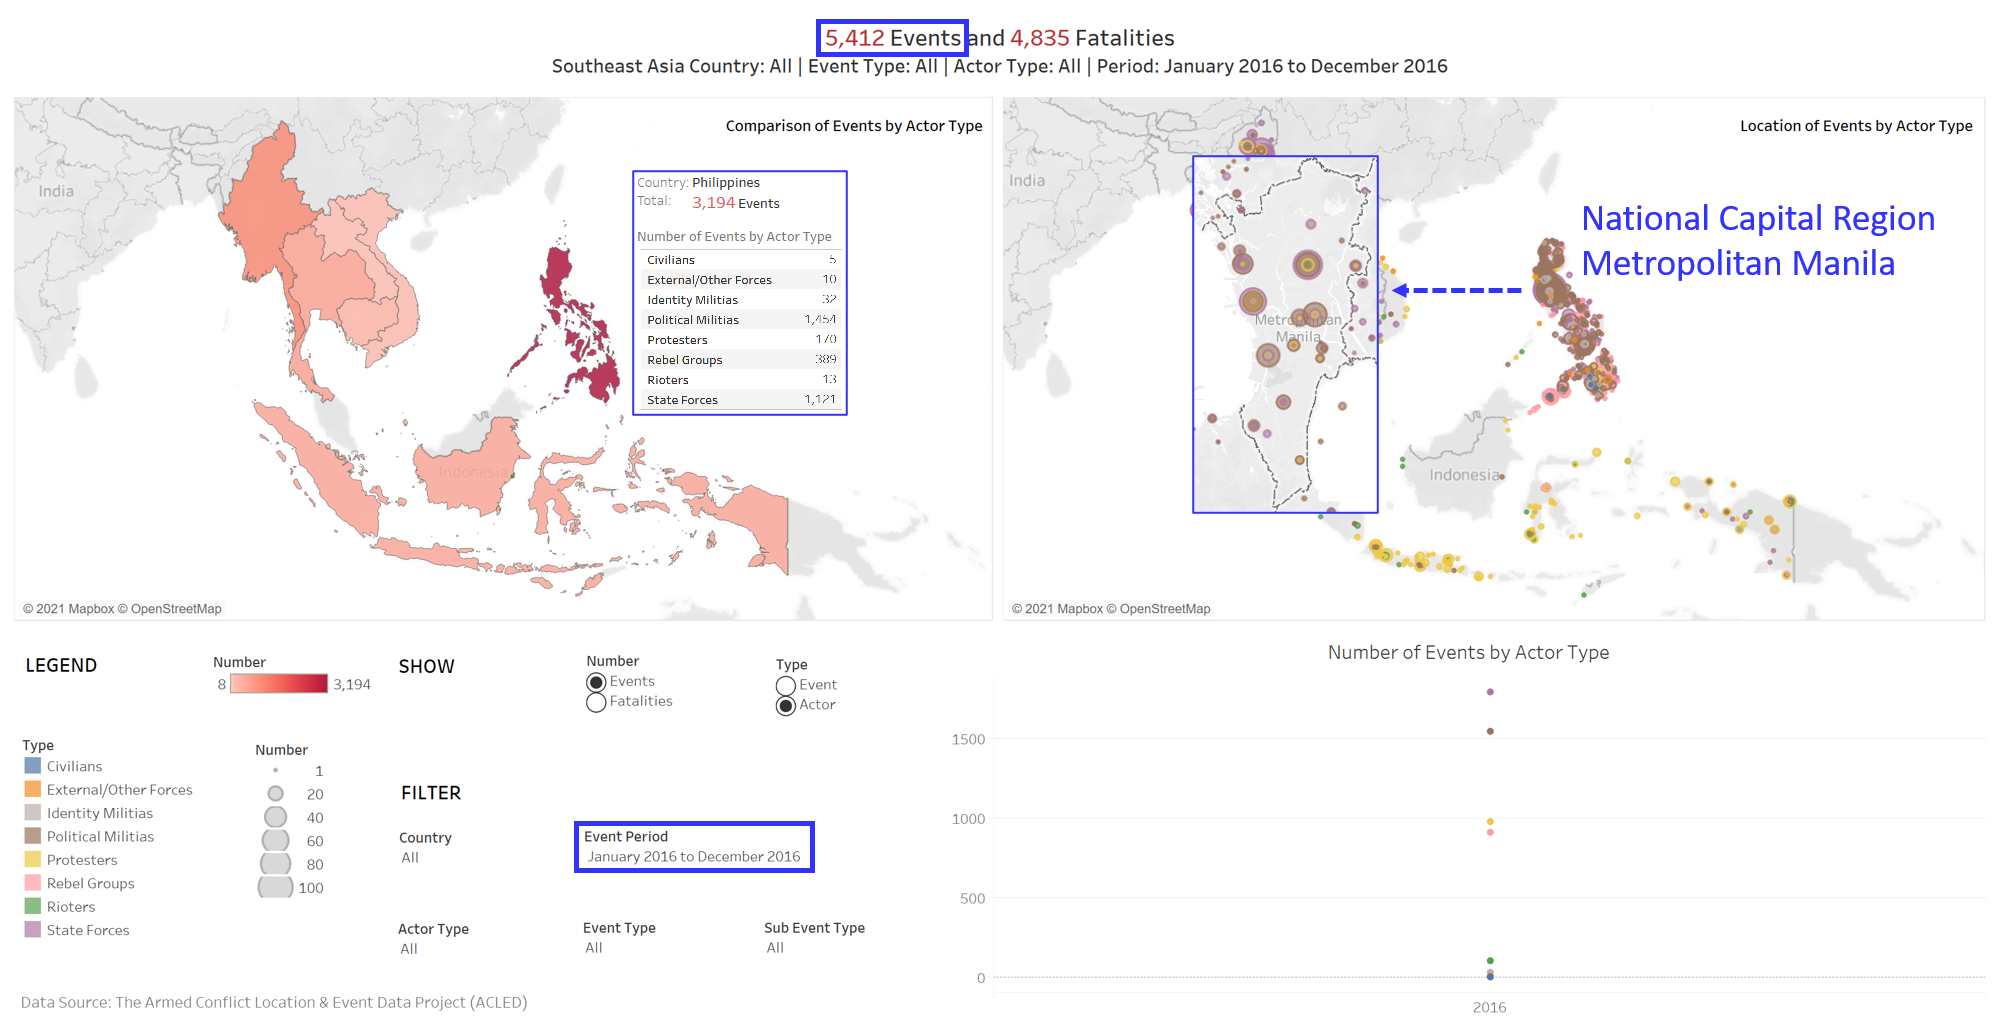 5,412 Events and 4,835 Fatalities
Southeast Asia Country: All | Event Type: All | Actor Type: All | Period: January 2016 to December 2016
Comparison of Events by Actor Type
India
Country: Philippines
Total: 3,194 Events
Number of Events by Actor Type
Civilians 5
External/Other Forces 10
Identity Militias 32
Political Militias 1,454
Protesters 170
Rebel Groups 389
Rioters 13
State Forces 1,121
Indonesia
© 2021 Mapbox © OpenStreetMap
Location of Events by Actor Type
India
National Capital Region
Metropolitan Manila
Metropolitan
Manila
Indonesia
© 2021 Mapbox © OpenStreetMap
LEGEND
Number
8 3,194
Type
Civilians
External/Other Forces
Identity Militias
Political Militias
Protesters
Rebel Groups
Rioters
State Forces
Number
1
20
40
60
80
100
SHOW
Number
Events
Fatalities
Type
Event
Actor
FILTER
Country
All
Event Period
January 2016 to December 2016
Actor Type
All
Event Type
All
Sub Event Type
All
Number of Events by Actor Type
1500
1000
500
0
2016
Data Source: The Armed Conflict Location & Event Data Project (ACLED)